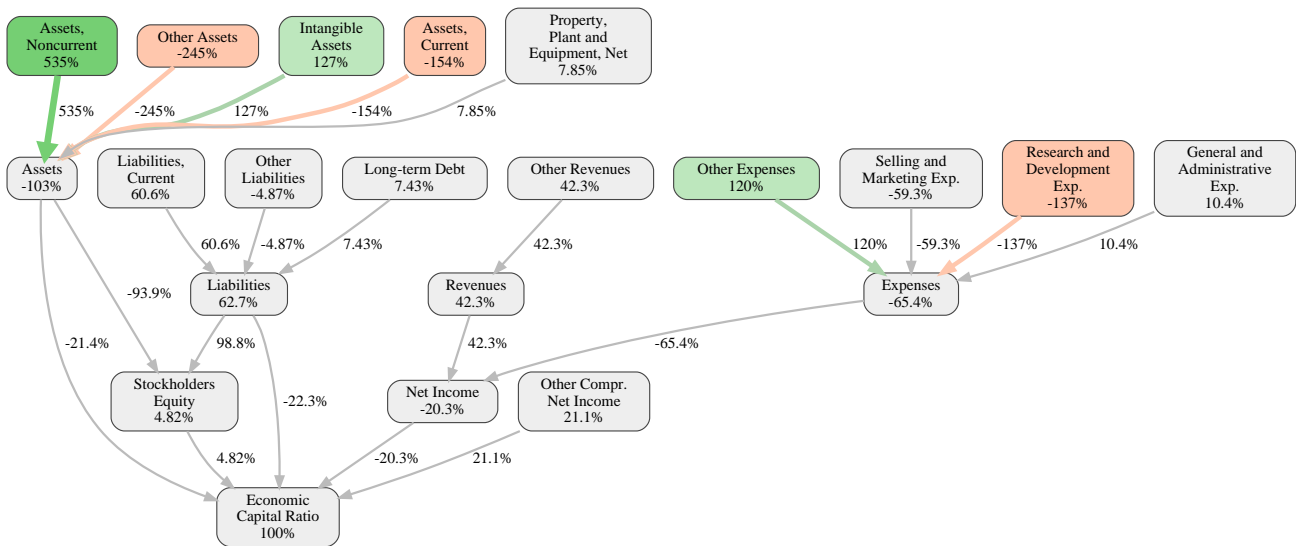 Assets,
Noncurrent
535%
Other Assets
-245%
Intangible
Assets
127%
Assets,
Current
-154%
Property,
Plant and
Equipment, Net
7.85%
535%
-245%
127%
-154%
7.85%
Assets
-103%
Liabilities,
Current
60.6%
Other
Liabilities
-4.87%
Long-term Debt
7.43%
Other Revenues
42.3%
Other Expenses
120%
Selling and
Marketing Exp.
-59.3%
Research and
Development
Exp.
-137%
General and
Administrative
Exp.
10.4%
60.6%
-4.87%
7.43%
42.3%
120%
-59.3%
-137%
10.4%
-93.9%
Liabilities
62.7%
Revenues
42.3%
Expenses
-65.4%
-21.4%
98.8%
42.3%
-65.4%
Stockholders
Equity
4.82%
-22.3%
Net Income
-20.3%
Other Compr.
Net Income
21.1%
4.82%
-20.3%
21.1%
Economic
Capital Ratio
100%